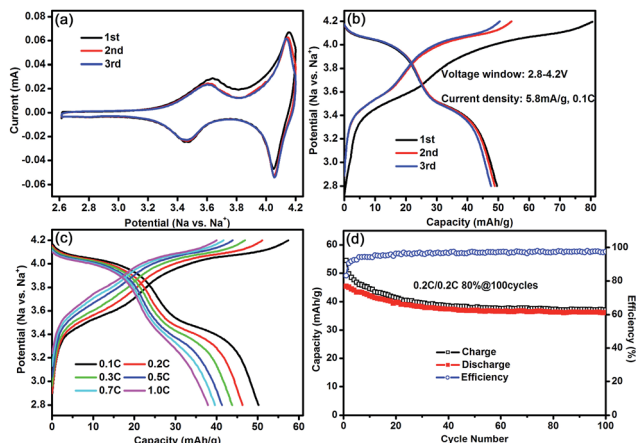 (a)
0.08
0.06
0.04
0.02
0.00
-0.02
-0.04
-0.06
Current (mA)
1st
2nd
3rd
2.6 2.8 3.0 3.2 3.4 3.6 3.8 4.0 4.2
Potential (Na vs. Na+)
(b)
4.2
4.0
3.8
3.6
3.4
3.2
3.0
2.8
Potential (Na vs. Na+)
Voltage window: 2.8-4.2V
Current density: 5.8mA/g, 0.1C
1st
2nd
3rd
0 10 20 30 40 50 60 70 80
Capacity (mAh/g)
(c)
4.4
4.2
4.0
3.8
3.6
3.4
3.2
3.0
2.8
Potential (Na vs. Na+)
0.1C 0.2C
0.3C 0.5C
0.7C 1.0C
0 10 20 30 40 50 60
Capacity (mAh/g)
(d)
60
55
50
45
40
35
30
25
20
15
10
5
0
Capacity (mAh/g)
0.2C/0.2C 80%@100cycles
Charge
Discharge
Efficiency
100
80
60
40
20
0
Efficiency (%)
0 20 40 60 80 100
Cycle Number